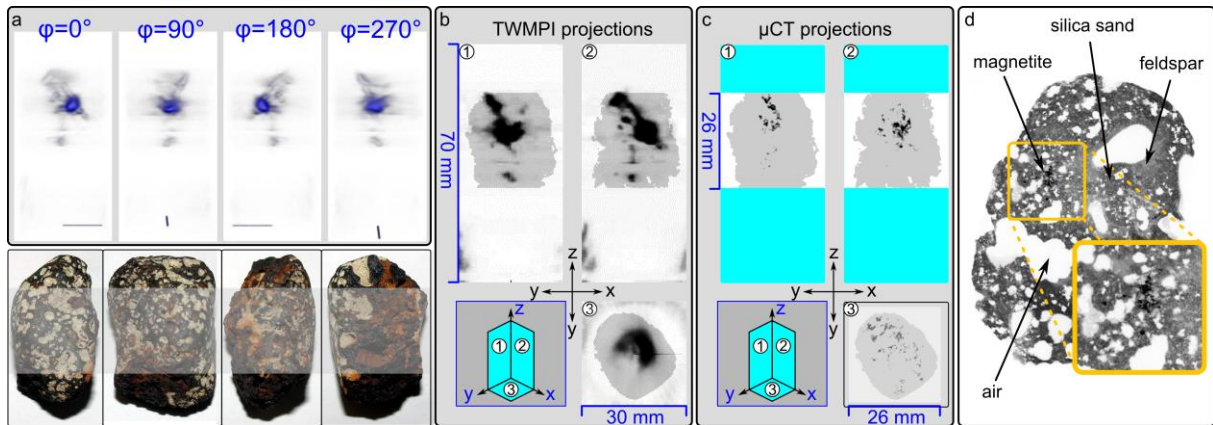 a
φ=0° φ=90° φ=180° φ=270°
b
TWMPI projections
1 2
70 mm
z
y x
y
z
1 2
3
y x
3
30 mm
c
μCT projections
1 2
26 mm
z
y x
y
z
1 2
3
y x
3
26 mm
d
silica sand
magnetite
feldspar
air